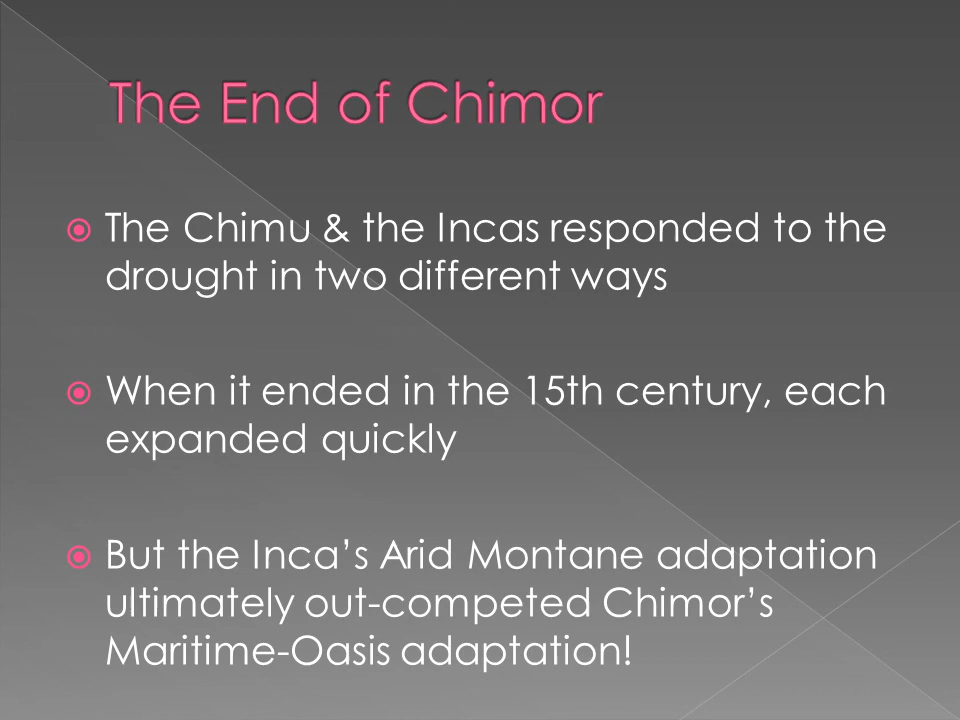 The End of Chimor
The Chimu & the Incas responded to the
drought in two different ways
When it ended in the 15th century, each
expanded quickly
But the Inca’s Arid Montane adaptation
ultimately out-competed Chimor’s
Maritime-Oasis adaptation!